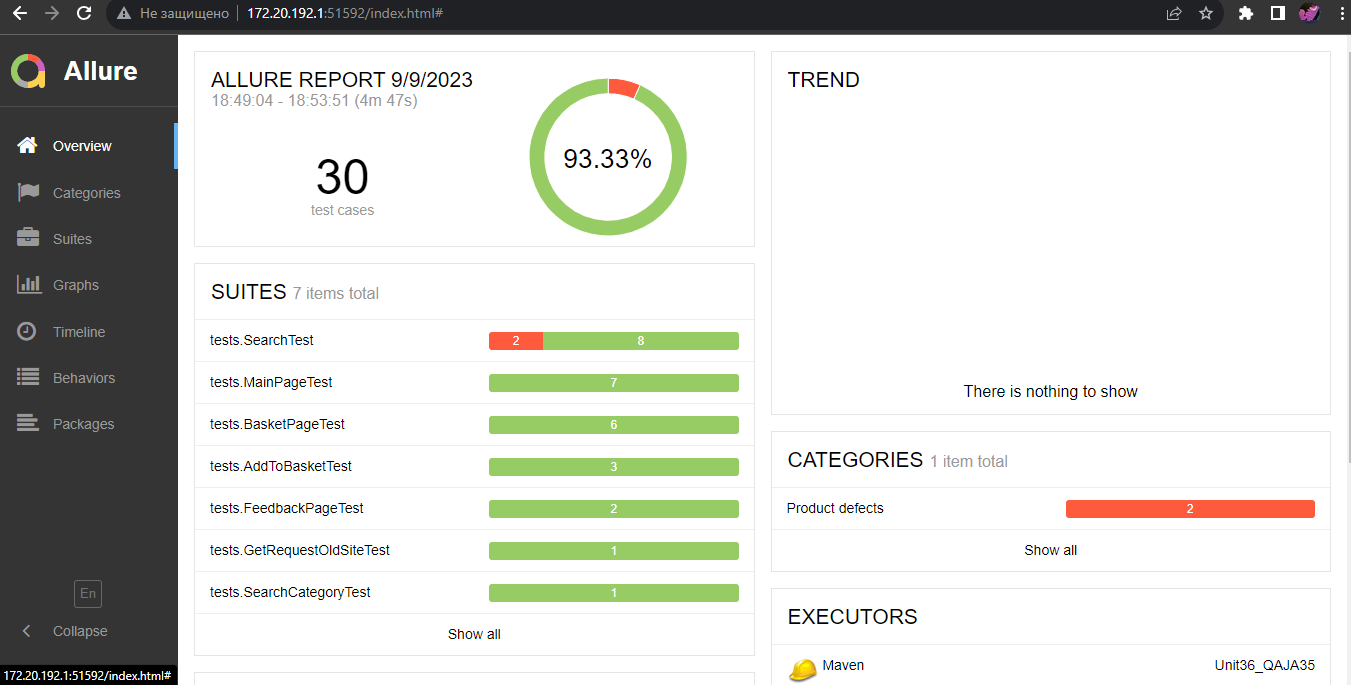 Не защищено
172.20.192.1:51592/index.html#
Allure
Overview
Categories
Suites
Graphs
Timeline
Behaviors
Packages
En
Collapse
172.20.192.1:51592/index.html#
ALLURE REPORT 9/9/2023
18:49:04 - 18:53:51 (4m 47s)
30
test cases
93.33%
SUITES 7 items total
tests.SearchTest 2 8
tests.MainPageTest 7
tests.BasketPageTest 6
tests.AddToBasketTest 3
tests.FeedbackPageTest 2
tests.GetRequestOldSiteTest 1
tests.SearchCategoryTest 1
Show all
TREND
There is nothing to show
CATEGORIES 1 item total
Product defects 2
Show all
EXECUTORS
Maven Unit36_QAJA35